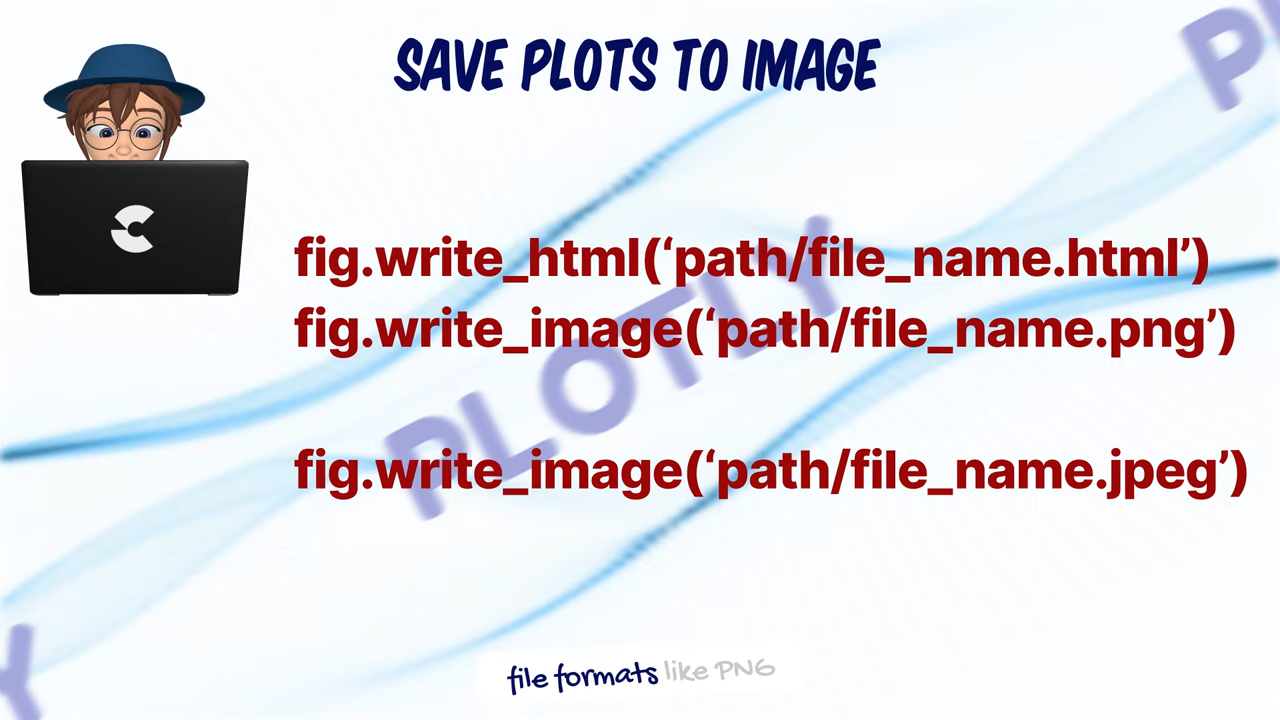 SAVE PLOTS TO IMAGE
fig.write_html(‘path/file_name.html’)
fig.write_image(‘path/file_name.png’)
fig.write_image(‘path/file_name.jpeg’)
PLOTLY
file formats like PNG